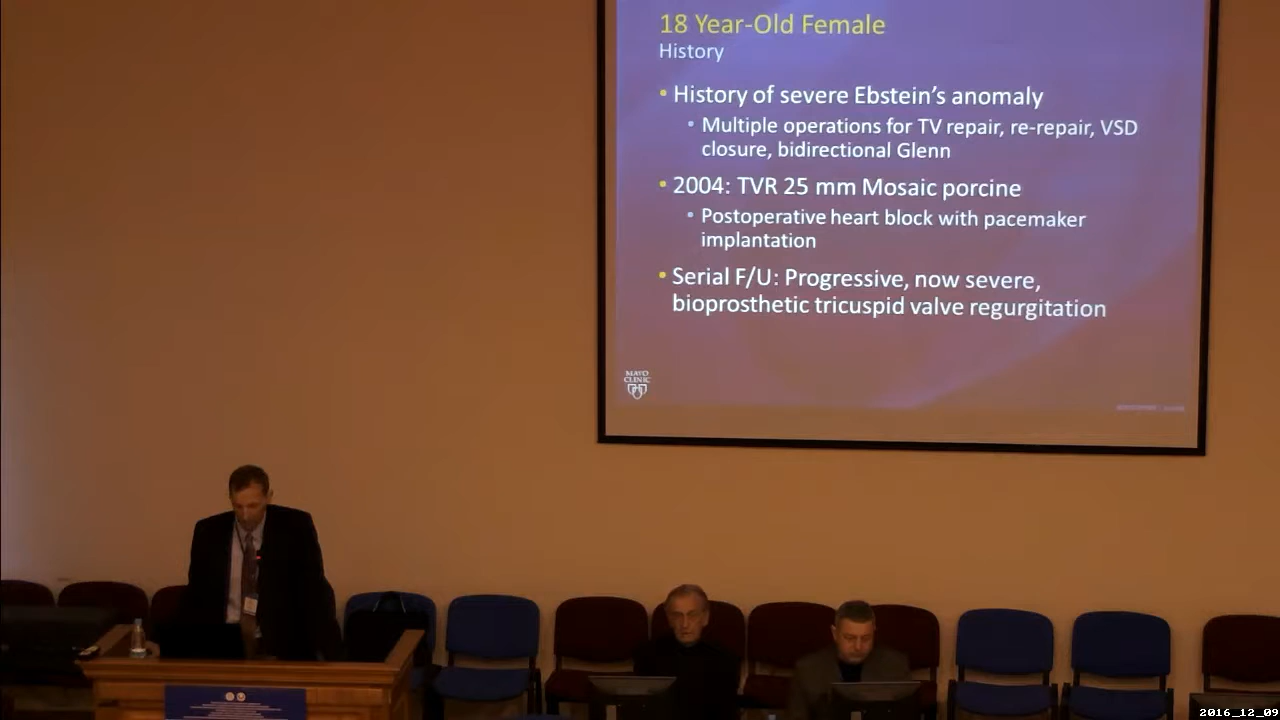 18 Year-Old Female
History
• History of severe Ebstein's anomaly
• Multiple operations for TV repair, re-repair, VSD
closure, bidirectional Glenn
• 2004: TVR 25 mm Mosaic porcine
• Postoperative heart block with pacemaker
implantation
• Serial F/U: Progressive, now severe,
bioprosthetic tricuspid valve regurgitation
MAYO
CLINIC
2016_12_09